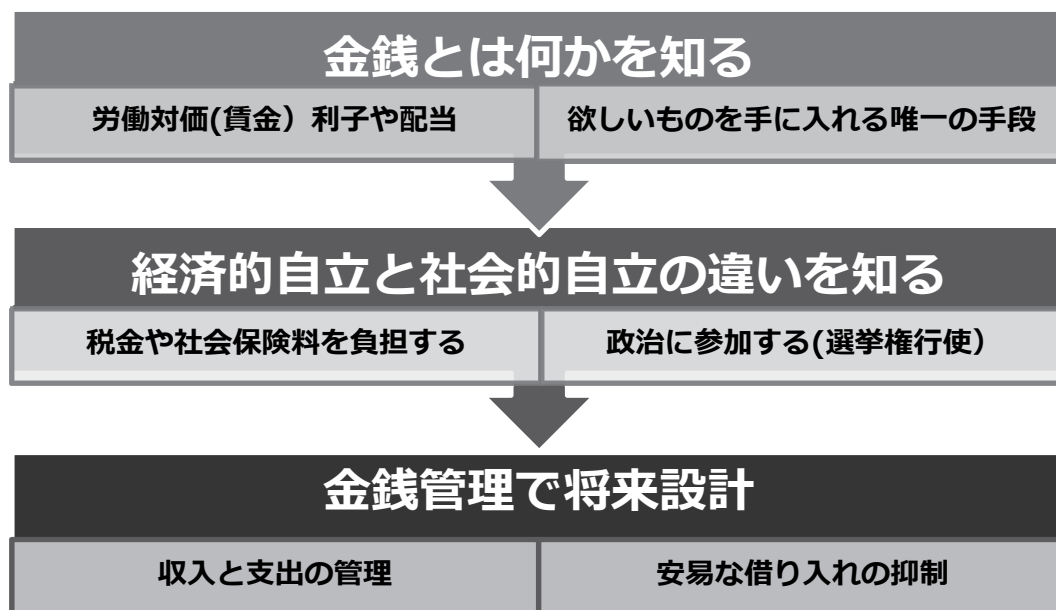 金銭とは何かを知る
労働対価(賃金）利子や配当
欲しいものを手に入れる唯一の手段
経済的自立と社会的自立の違いを知る
税金や社会保険料を負担する
政治に参加する(選挙権行使）
金銭管理で将来設計
収入と支出の管理
安易な借り入れの抑制